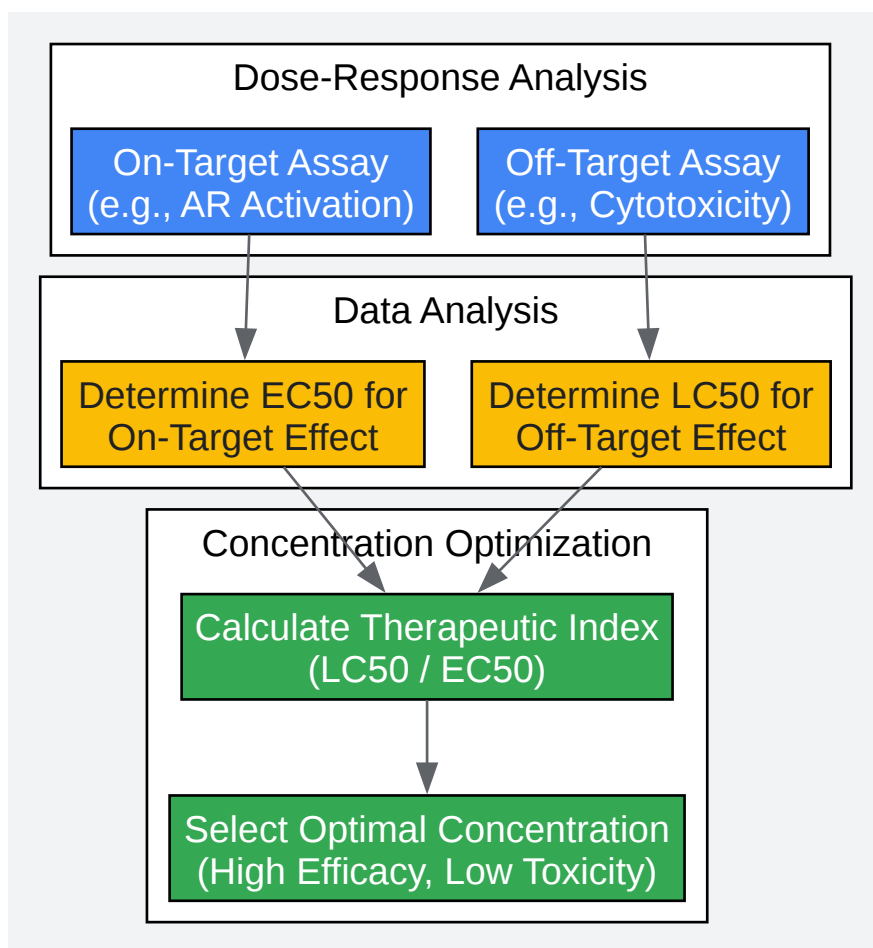 Dose-Response Analysis
On-Target Assay
(e.g., AR Activation)
Off-Target Assay
(e.g., Cytotoxicity)
Data Analysis
Determine EC50 for
On-Target Effect
Determine LC50 for
Off-Target Effect
Concentration Optimization
Calculate Therapeutic Index
(LC50 / EC50)
Select Optimal Concentration
(High Efficacy, Low Toxicity)